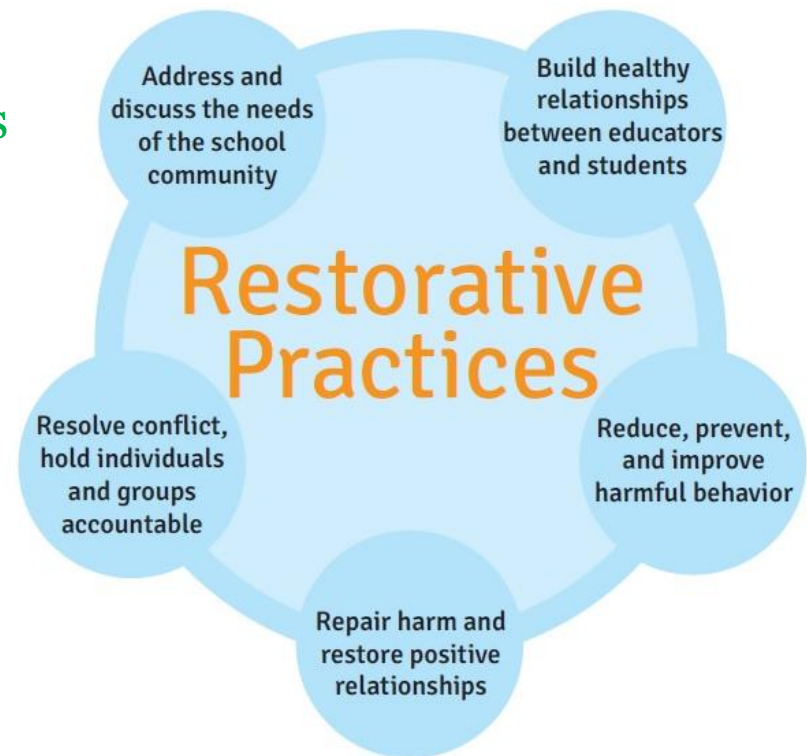 Address and
discuss the needs
of the school
community
Build healthy
relationships
between educators
and students
s
Restorative
Practices
Resolve conflict,
hold individuals
and groups
accountable
Reduce, prevent,
and improve
harmful behavior
Repair harm and
restore positive
relationships